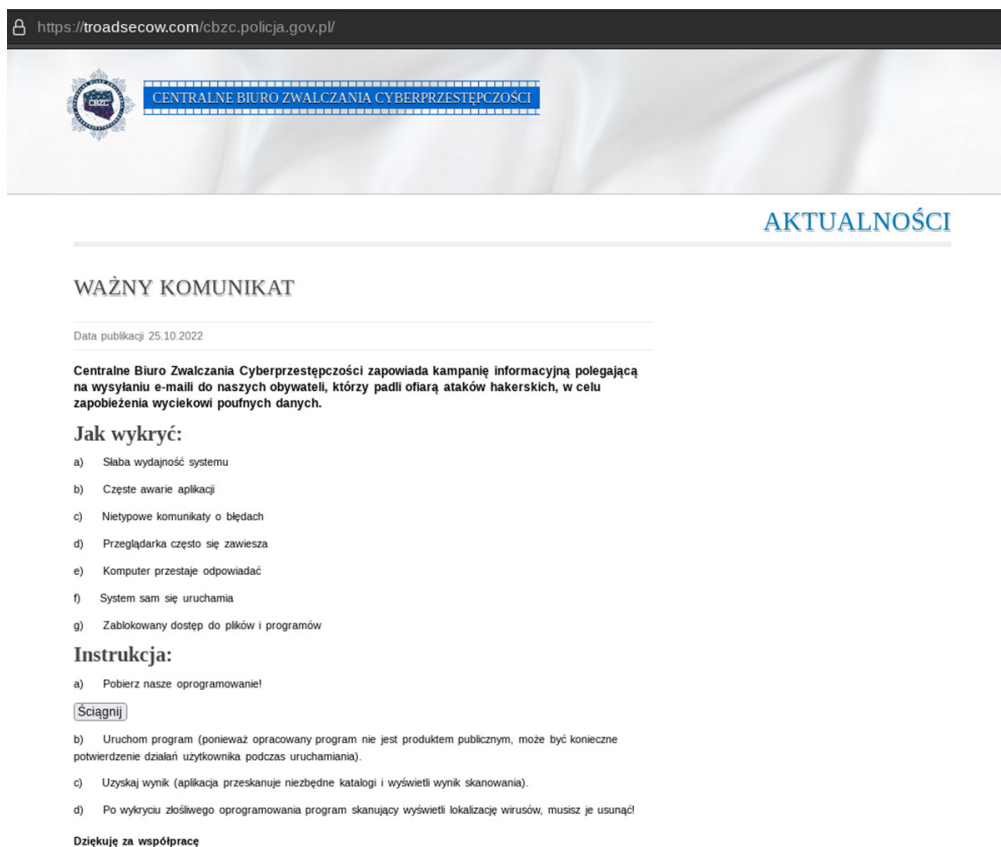 https://troadsecow.com/cbzc.policja.gov.pl/
CBZC
CENTRALNE BIURO ZWALCZANIA CYBERPRZESTĘPCZOŚCI
AKTUALNOŚCI
WAŻNY KOMUNIKAT
Data publikacji 25.10.2022
Centralne Biuro Zwalczania Cyberprzestępczości zapowiada kampanię informacyjną polegającą
na wysyłaniu e-maili do naszych obywateli, którzy padli ofiarą ataków hakerskich, w celu
zapobieżenia wyciekowi poufnych danych.
Jak wykryć:
a) Słaba wydajność systemu
b) Częste awarie aplikacji
c) Nietypowe komunikaty o błędach
d) Przeglądarka często się zawiesza
e) Komputer przestaje odpowiadać
f) System sam się uruchamia
g) Zablokowany dostęp do plików i programów
Instrukcja:
a) Pobierz nasze oprogramowanie!
Ściągnij
b) Uruchom program (ponieważ opracowany program nie jest produktem publicznym, może być konieczne
potwierdzenie działań użytkownika podczas uruchamiania).
c) Uzyskaj wynik (aplikacja przeskanuje niezbędne katalogi i wyświetli wynik skanowania).
d) Po wykryciu złośliwego oprogramowania program skanujący wyświetli lokalizację wirusów, musisz je usunąć!
Dziękuję za współpracę